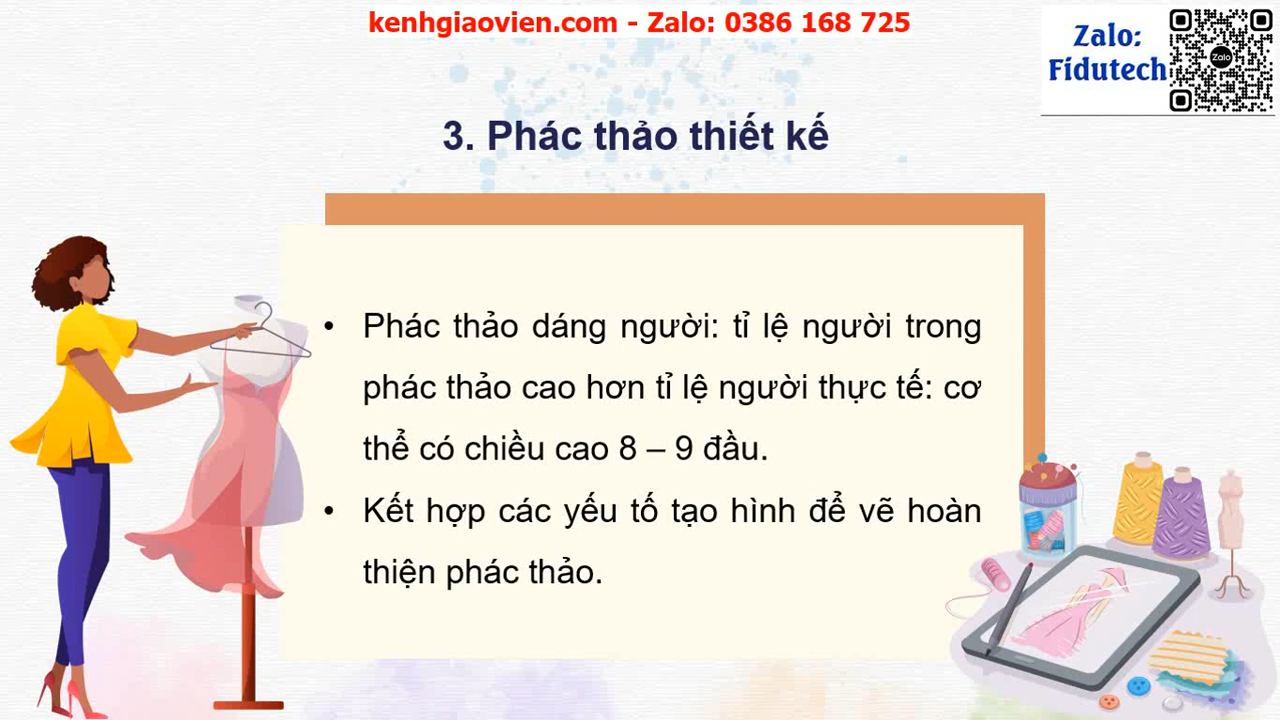 kenhgiaovien.com - Zalo: 0386 168 725
Zalo:
Fidutech
Zalo
3. Phác thảo thiết kế
• Phác thảo dáng người: tỉ lệ người trong
phác thảo cao hơn tỉ lệ người thực tế: cơ
thể có chiều cao 8 – 9 đầu.
• Kết hợp các yếu tố tạo hình để vẽ hoàn
thiện phác thảo.